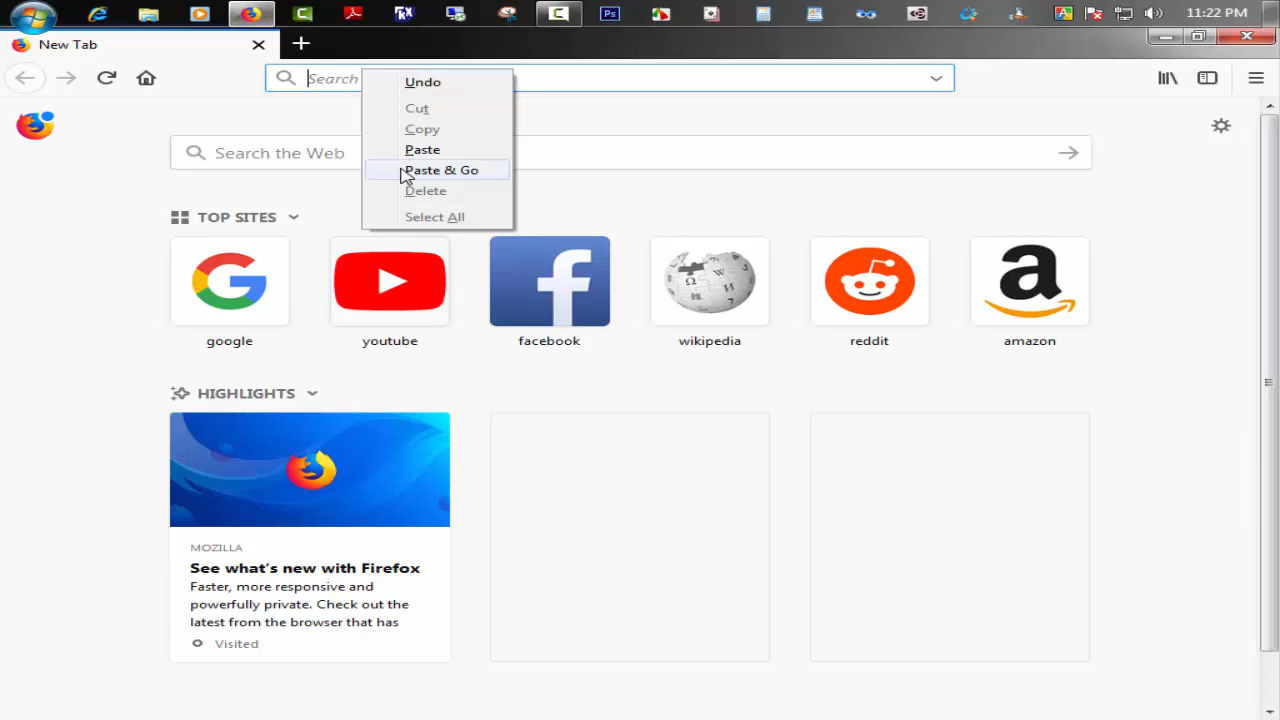 11:22 PM
New Tab
Search
Undo
Cut
Copy
Paste
Paste & Go
Delete
Select All
Search the Web
TOP SITES
google
youtube
facebook
wikipedia
reddit
amazon
HIGHLIGHTS
MOZILLA
See what's new with Firefox
Faster, more responsive and
powerfully private. Check out the
latest from the browser that has
Visited